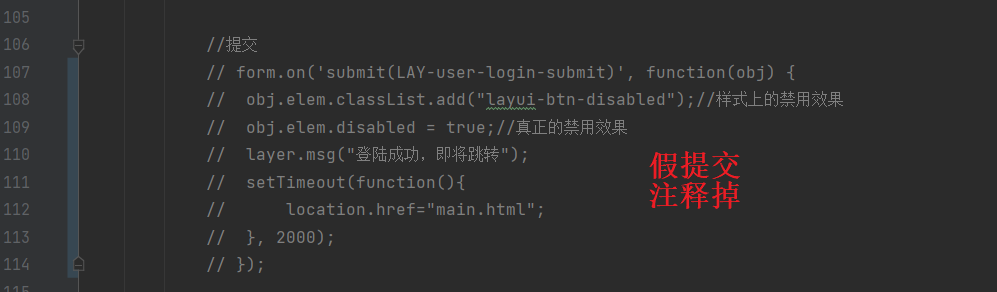 105
106 //提交
107 // form.on('submit(LAY-user-login-submit)', function(obj) {
108 // obj.elem.classList.add("layui-btn-disabled");//样式上的禁用效果
109 // obj.elem.disabled = true;//真正的禁用效果
110 // layer.msg("登陆成功，即将跳转");
111 // setTimeout(function(){
112 // location.href="main.html";
113 // }, 2000);
114 // });
115
假提交
注释掉